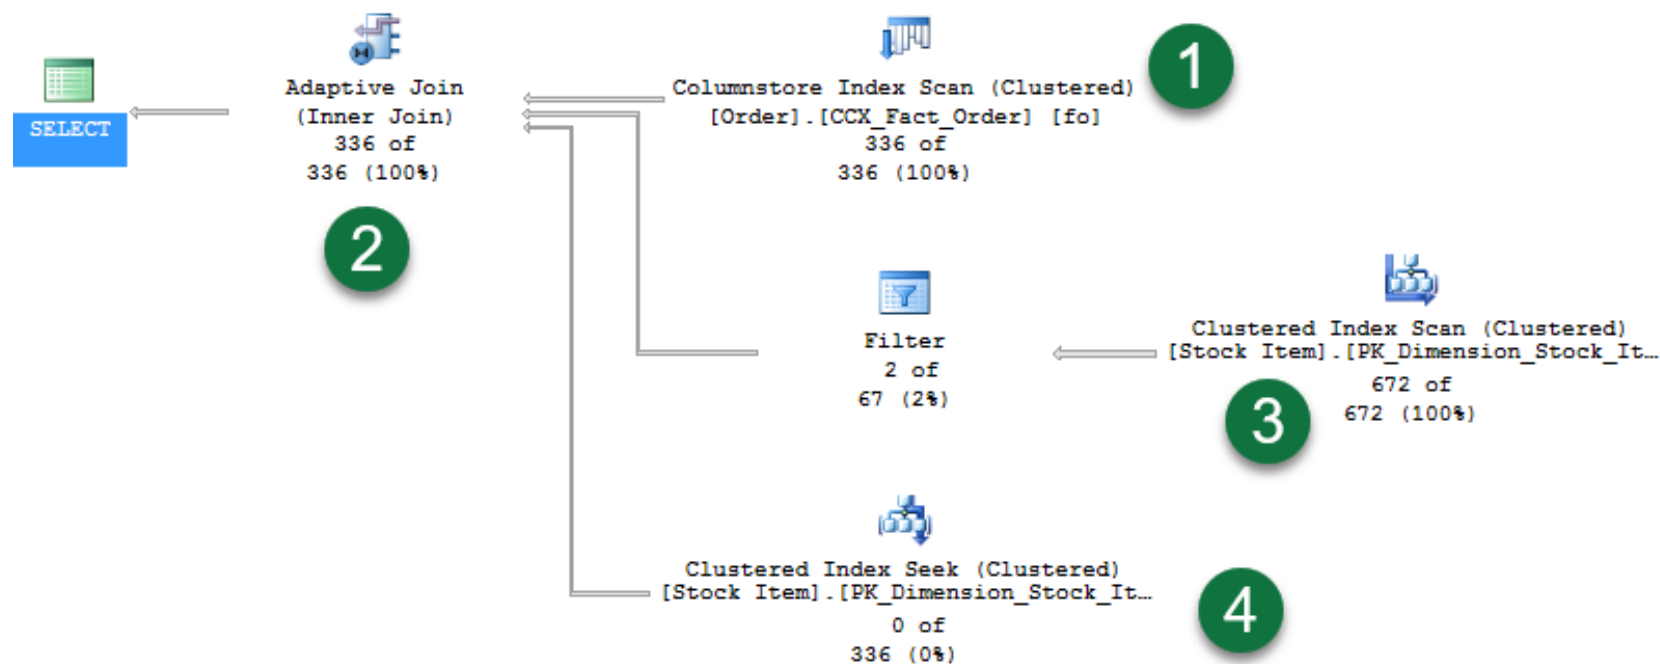 SELECT
Adaptive Join
(Inner Join)
336 of
336 (100%)
2
Columnstore Index Scan (Clustered)
[Order].[CCX_Fact_Order] [fo]
336 of
336 (100%)
1
Filter
2 of
67 (2%)
Clustered Index Scan (Clustered)
[Stock Item].[PK_Dimension_Stock_It…
672 of
672 (100%)
3
Clustered Index Seek (Clustered)
[Stock Item].[PK_Dimension_Stock_It…
0 of
336 (0%)
4